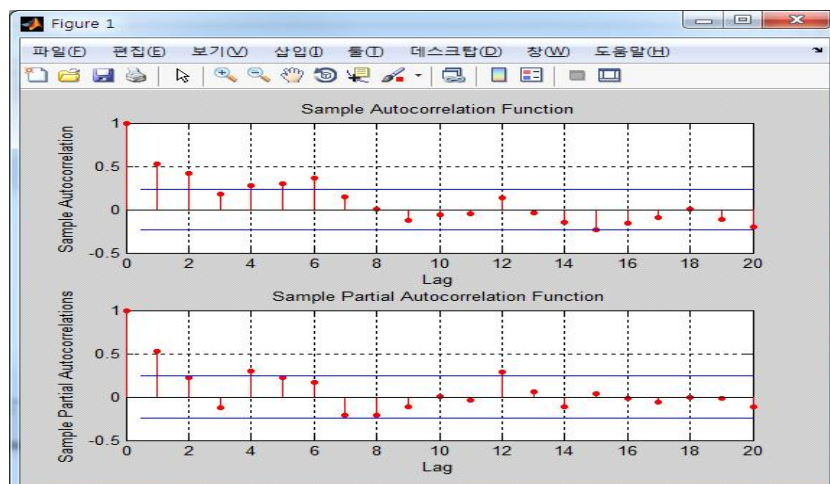 Figure 1
파일(F) 편집(E) 보기(V) 삽입(I) 툴(T) 데스크탑(D) 창(W) 도움말(H)
Sample Autocorrelation Function
Sample Autocorrelation
1
0.5
0
-0.5
0 2 4 6 8 10 12 14 16 18 20
Lag
Sample Partial Autocorrelation Function
Sample Partial Autocorrelations
1
0.5
0
-0.5
0 2 4 6 8 10 12 14 16 18 20
Lag